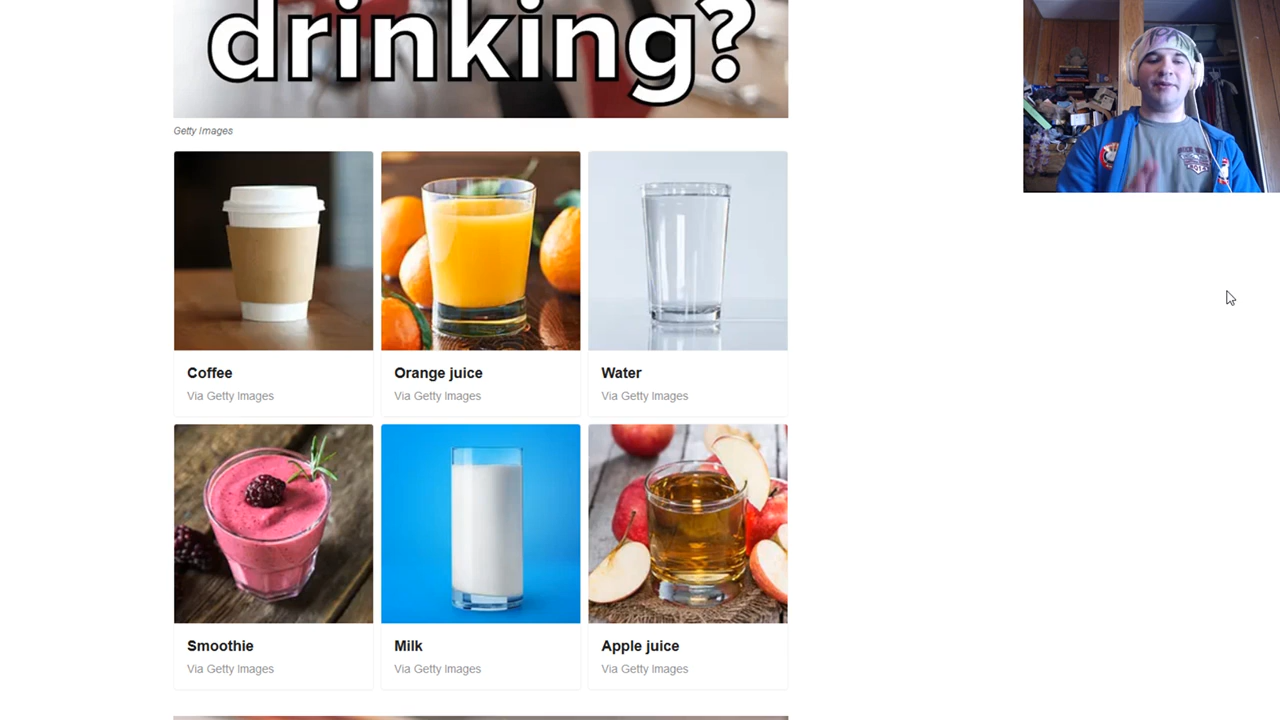 drinking?
Getty Images
Coffee
Via Getty Images
Orange juice
Via Getty Images
Water
Via Getty Images
Smoothie
Via Getty Images
Milk
Via Getty Images
Apple juice
Via Getty Images